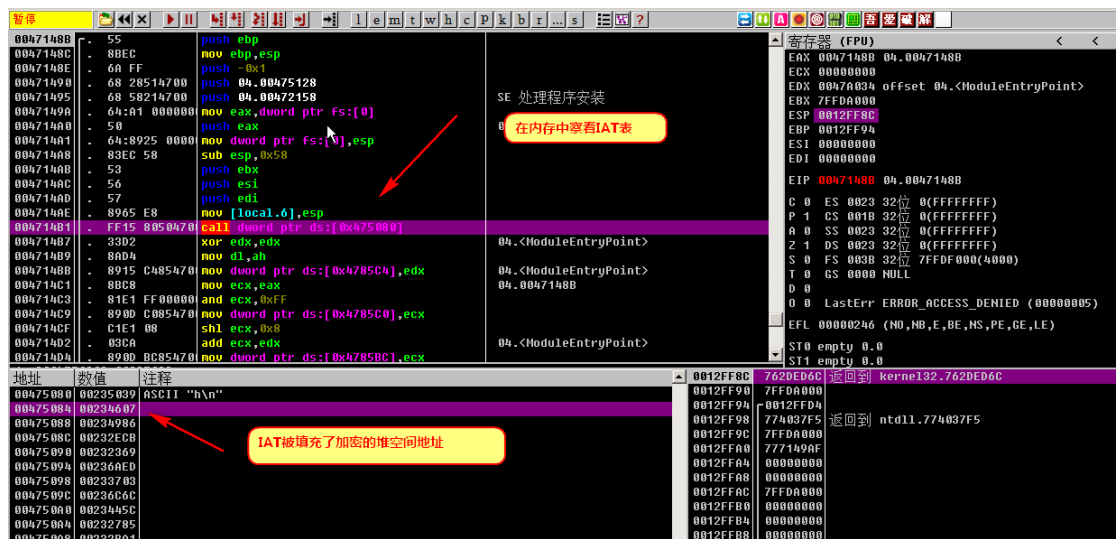 暂停 l e m t w h c P k b r ... s ?
0047148B . 55 push ebp
0047148C . 8BEC mov ebp,esp
0047148E . 6A FF push -0x1
00471490 . 68 28514700 push 04.00475128
00471495 . 68 58214700 push 04.00472158 SE 处理程序安装
0047149A . 64:A1 000000 mov eax,dword ptr fs:[0]
004714A0 . 50 push eax
在内存中察看IAT表
004714A1 . 64:8925 0000 mov dword ptr fs:[0],esp
004714A8 . 83EC 58 sub esp,0x58
004714AB . 53 push ebx
004714AC . 56 push esi
004714AD . 57 push edi
004714AE . 8965 E8 mov [local.6],esp
004714B1 . FF15 80504700 call dword ptr ds:[0x475080]
004714B7 . 33D2 xor edx,edx 04.<ModuleEntryPoint>
004714B9 . 8AD4 mov dl,ah
004714BB . 8915 C4854700 mov dword ptr ds:[0x4785C4],edx 04.<ModuleEntryPoint>
004714C1 . 8BC8 mov ecx,eax 04.0047148B
004714C3 . 81E1 FF000000 and ecx,0xFF
004714C9 . 890D C0854700 mov dword ptr ds:[0x4785C0],ecx
004714CF . C1E1 08 shl ecx,0x8
004714D2 . 03CA add ecx,edx 04.<ModuleEntryPoint>
004714D4 . 890D BC854700 mov dword ptr ds:[0x4785BC],ecx
吾 爱 破 解
寄存器 (FPU) < <
EAX 0047148B 04.0047148B
ECX 00000000
EDX 0047A034 offset 04.<ModuleEntryPoint>
EBX 7FFDA000
ESP 0012FF8C
EBP 0012FF94
ESI 00000000
EDI 00000000
EIP 0047148B 04.0047148B
C 0 ES 0023 32位 0(FFFFFFFF)
P 1 CS 001B 32位 0(FFFFFFFF)
A 0 SS 0023 32位 0(FFFFFFFF)
Z 1 DS 0023 32位 0(FFFFFFFF)
S 0 FS 003B 32位 7FFDF000(4000)
T 0 GS 0000 NULL
D 0
O 0 LastErr ERROR_ACCESS_DENIED (00000005)
EFL 00000246 (NO,NB,E,BE,NS,PE,GE,LE)
ST0 empty 0.0
ST1 empty 0.0
地址 数值 注释
00475080 00235039 ASCII "h\n"
00475084 00234607
00475088 00234986
0047508C 00232ECB
00475090 00232369
00475094 00236AED
00475098 00233703
0047509C 00236C6C
004750A0 0023445C
004750A4 00232785
004750A8 00232BA1
IAT被填充了加密的堆空间地址
0012FF8C 762DED6C 返回到 kernel32.762DED6C
0012FF90 7FFDA000
0012FF94 0012FFD4
0012FF98 774037F5 返回到 ntdll.774037F5
0012FF9C 7FFDA000
0012FFA0 777149AF
0012FFA4 00000000
0012FFA8 00000000
0012FFAC 7FFDA000
0012FFB0 00000000
0012FFB4 00000000
0012FFB8 00000000